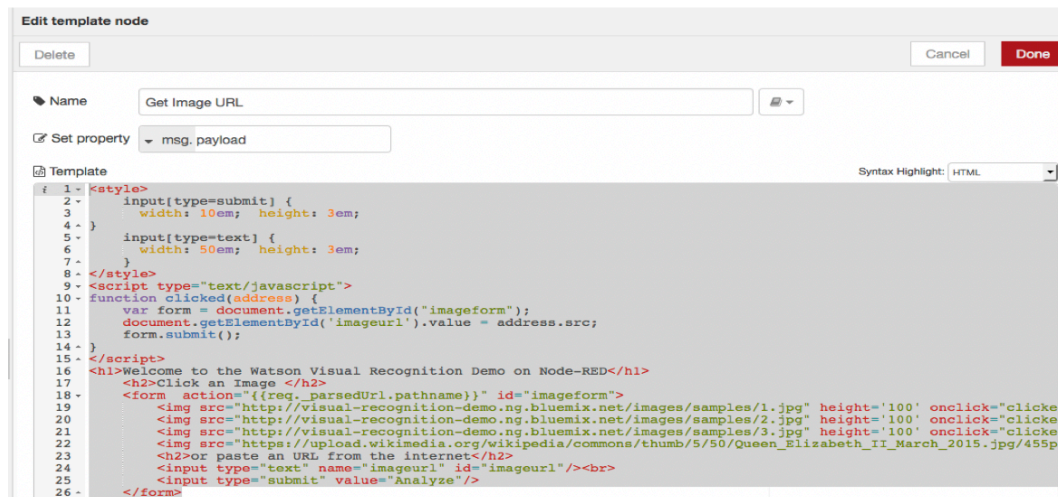 Edit template node
Delete Cancel Done
Name Get Image URL
Set property msg. payload
Template Syntax Highlight: HTML
i 1 <style>
2 input[type=submit] {
3 width: 10em; height: 3em;
4 }
5 input[type=text] {
6 width: 50em; height: 3em;
7 }
8 </style>
9 <script type="text/javascript">
10 function clicked(address) {
11 var form = document.getElementById("imageform");
12 document.getElementById('imageurl').value = address.src;
13 form.submit();
14 }
15 </script>
16 <h1>Welcome to the Watson Visual Recognition Demo on Node-RED</h1>
17 <h2>Click an Image </h2>
18 <form action="{{req._parsedUrl.pathname}}" id="imageform">
19 <img src="http://visual-recognition-demo.ng.bluemix.net/images/samples/1.jpg" height='100' onclick="clicke
20 <img src="http://visual-recognition-demo.ng.bluemix.net/images/samples/2.jpg" height='100' onclick="clicke
21 <img src="http://visual-recognition-demo.ng.bluemix.net/images/samples/3.jpg" height='100' onclick="clicke
22 <img src="https://upload.wikimedia.org/wikipedia/commons/thumb/5/50/Queen_Elizabeth_II_March_2015.jpg/455p
23 <h2>or paste an URL from the internet</h2>
24 <input type="text" name="imageurl" id="imageurl"/><br>
25 <input type="submit" value="Analyze"/>
26 </form>